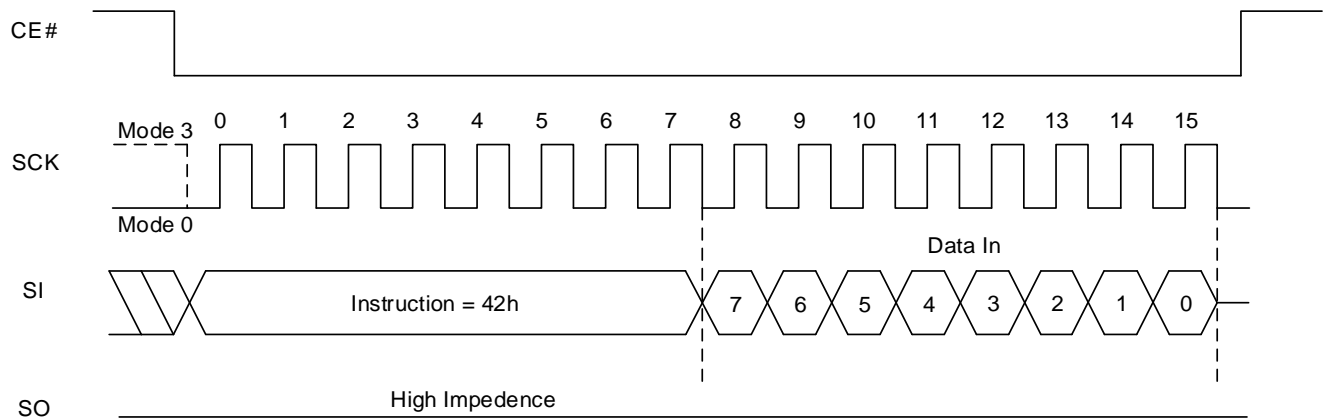 CE#
Mode 3
0 1 2 3 4 5 6 7 8 9 10 11 12 13 14 15
SCK
Mode 0
Data In
SI
Instruction = 42h
7 6 5 4 3 2 1 0
High Impedence
SO